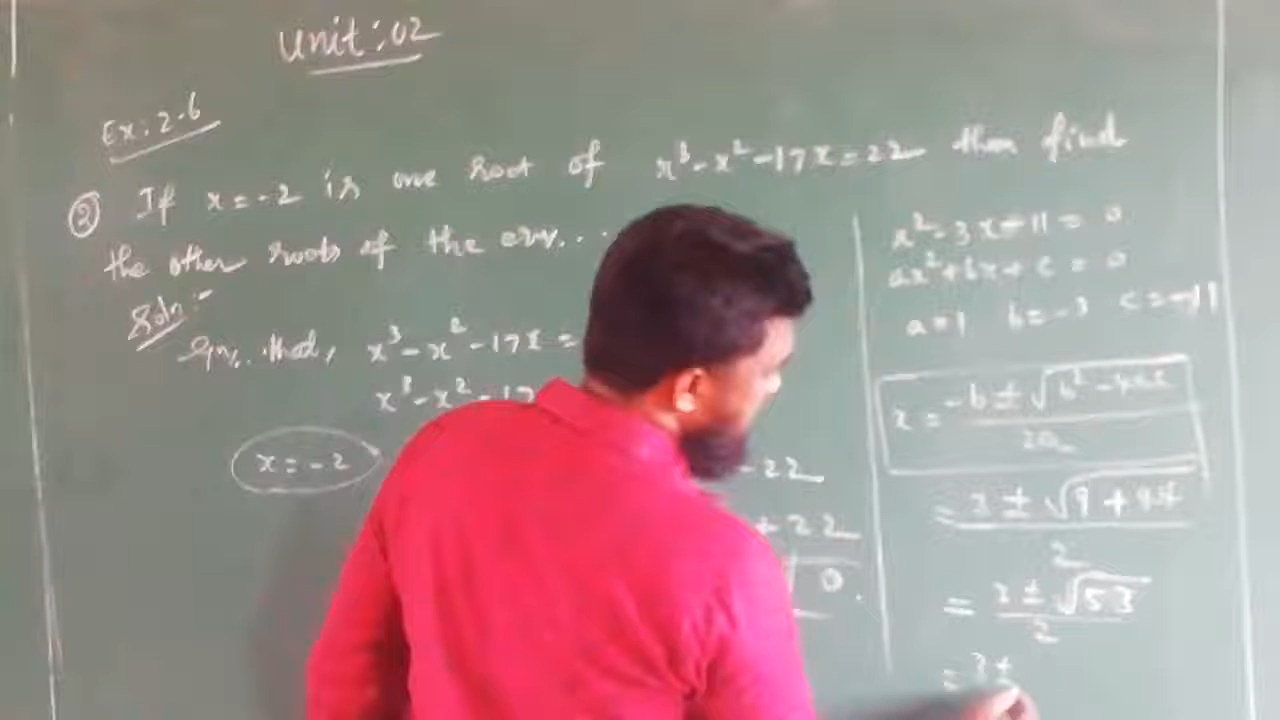 Unit: 02
Ex: 2.6
② If x = -2 is one root of x³ - x² - 17x = 22 then find
the other roots of the
Soln:-
that, x³ - x² - 17x =
x³ - x² - 17
x = -2
-22
+ 22
0
x² - 3x - 11 = 0
ax² + bx + c = 0
a = 1 b = -3 c = -11
x = -b ± √b² - 4ac
2a
= 3 ± √9 + 44
2
= 3 ± √53
2
= 3 ±